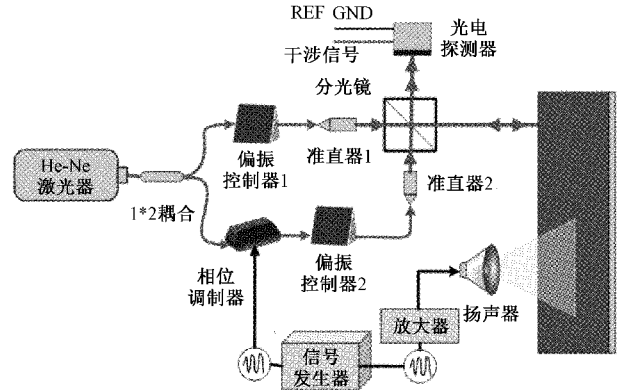 REF GND
干涉信号
光电
探测器
分光镜
He-Ne
激光器
1*2耦合
偏振
控制器1
准直器1
准直器2
相位
调制器
偏振
控制器2
信号
发生器
放大器
扬声器